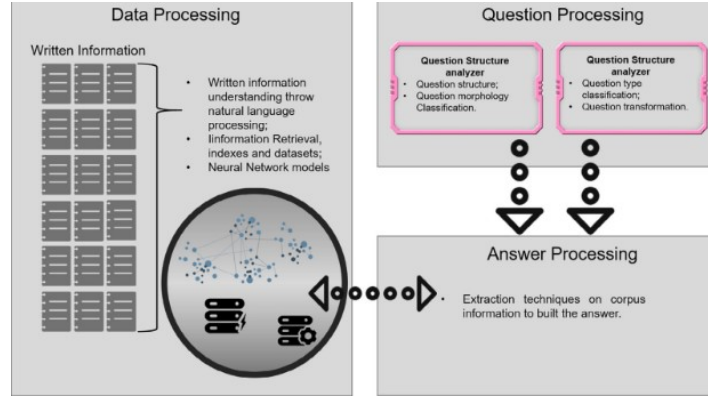 Data Processing
Written Information
• Written information
understanding throw
natural language
processing;
• Iinformation Retrieval,
indexes and datasets;
• Neural Network models
Question Processing
Question Structure
analyzer
• Question structure;
• Question morphology
Classification.
Question Structure
analyzer
• Question type
classification;
• Question transformation.
Answer Processing
• Extraction techniques on corpus
information to built the answer.